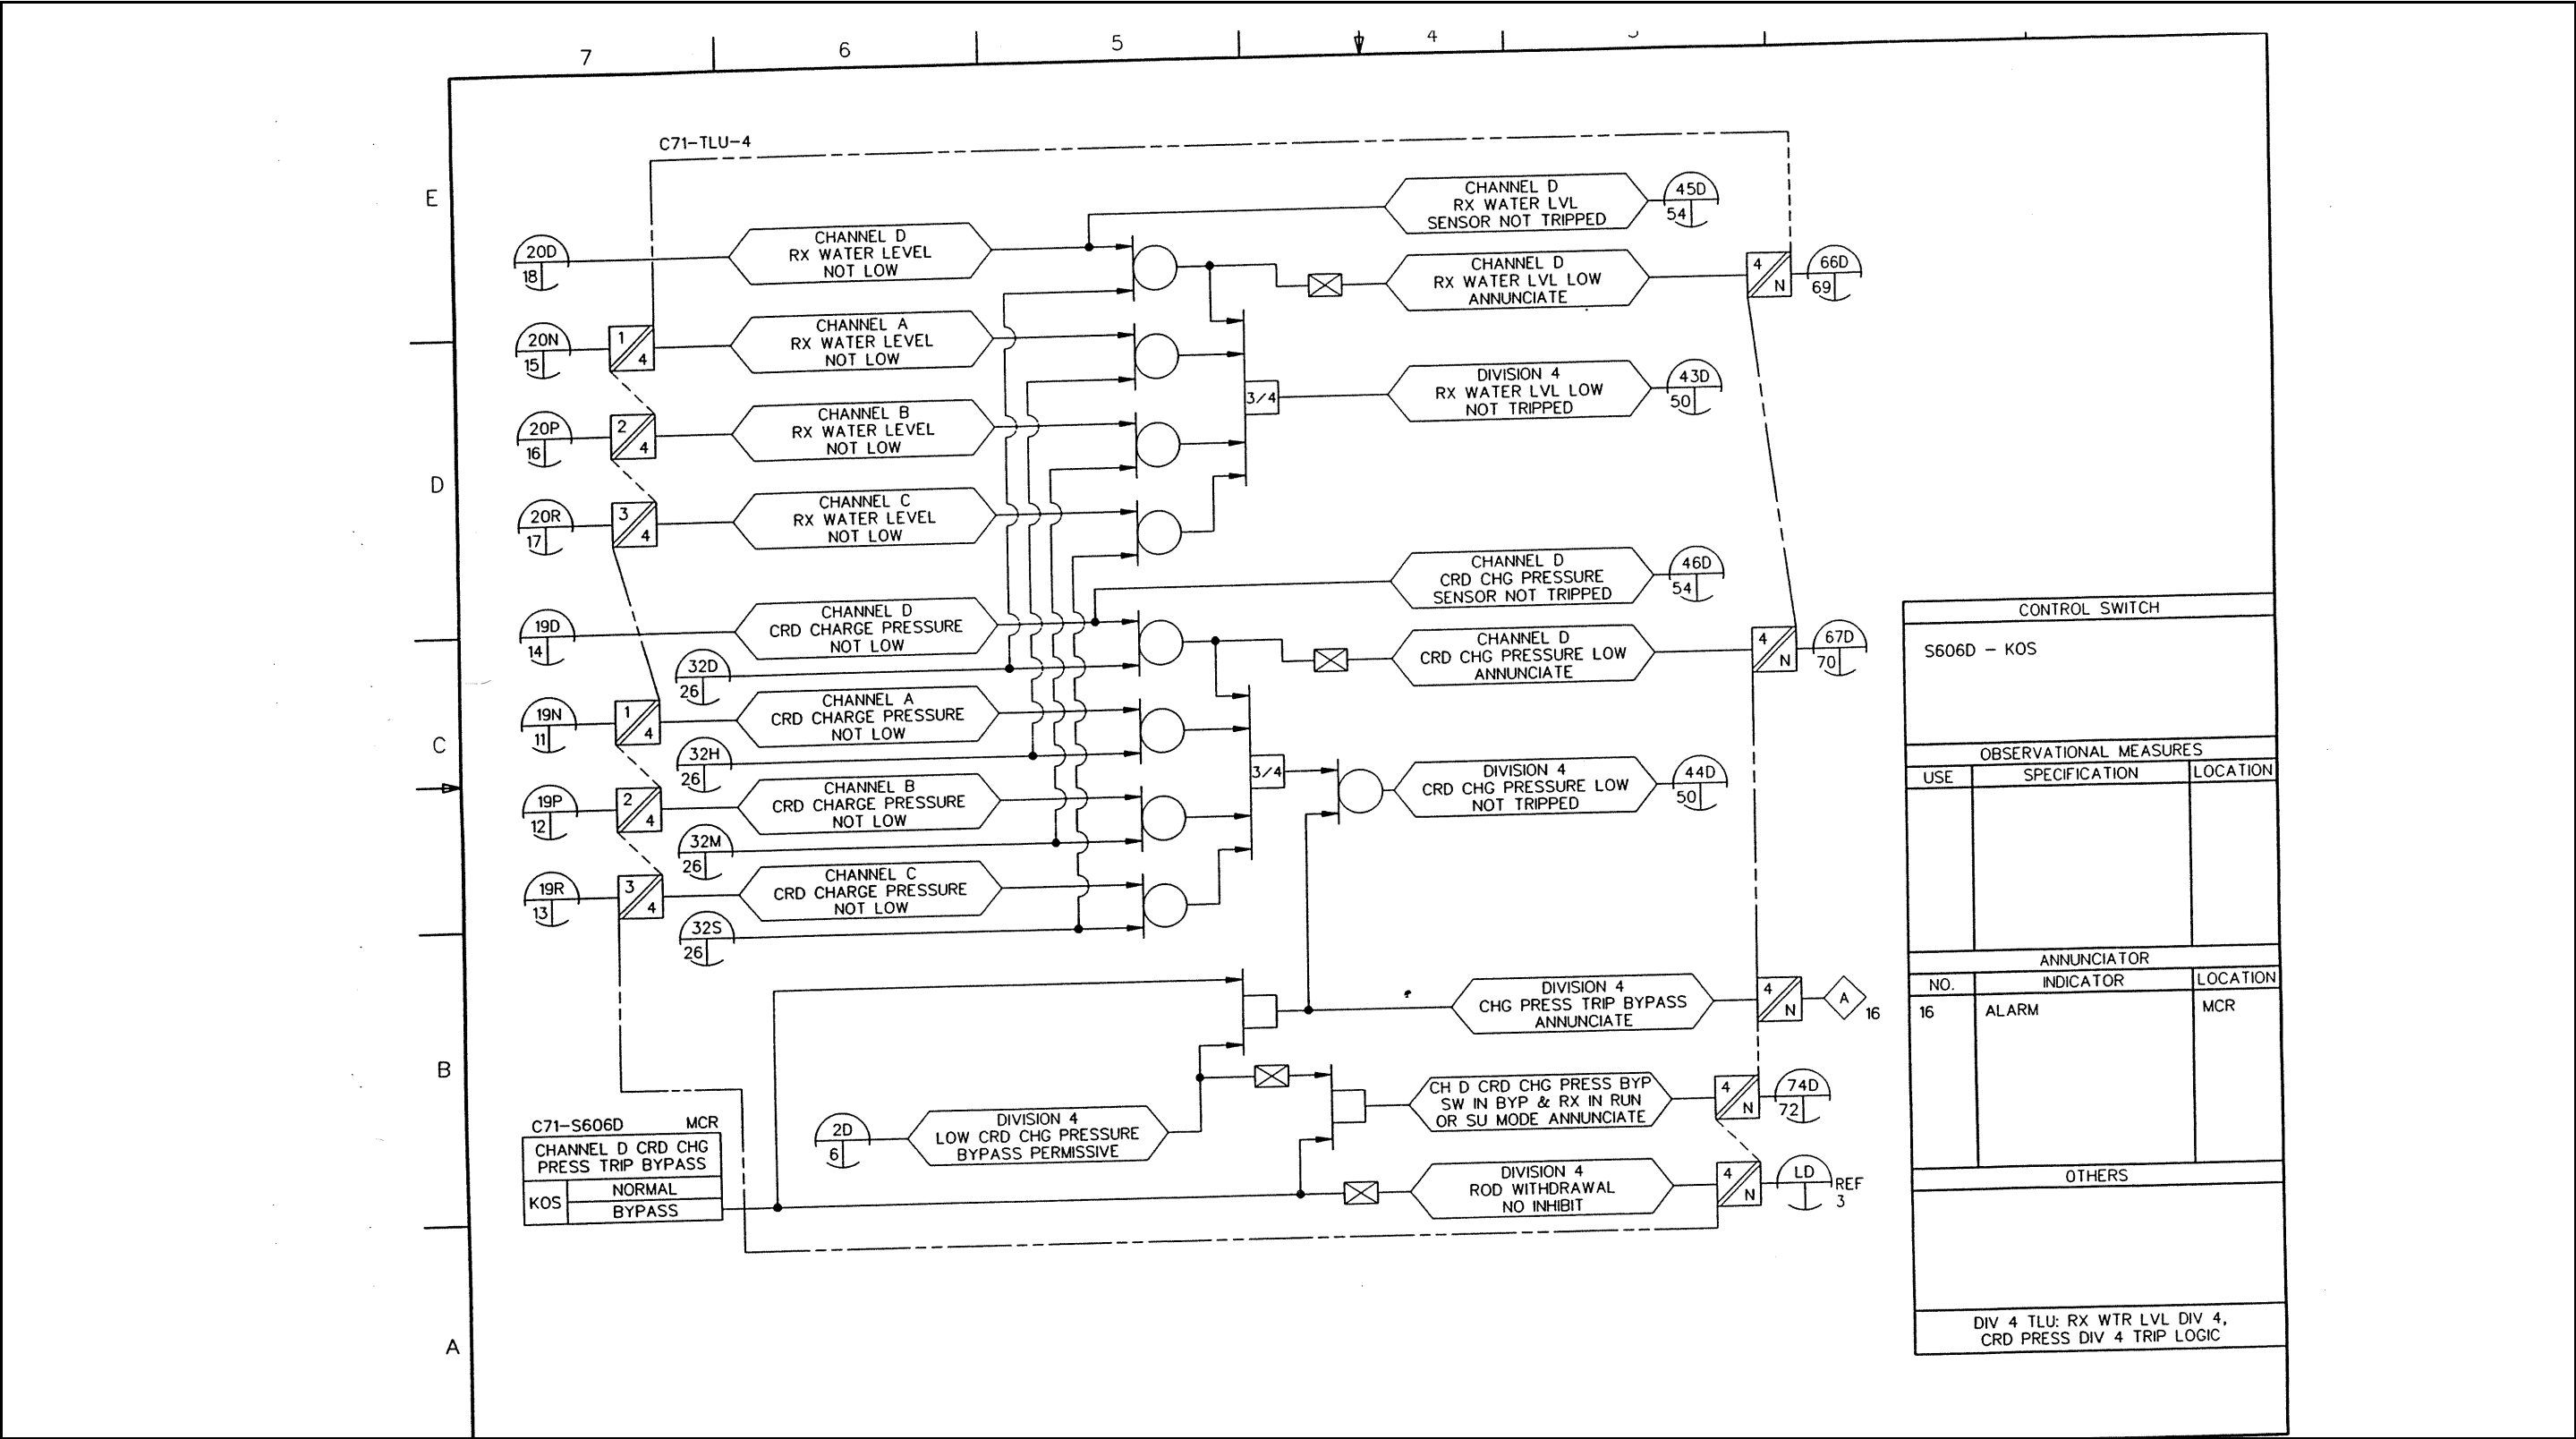 7
6
5
4
E
D
C
B
A
C71-TLU-4
20D
18
CHANNEL D
RX WATER LEVEL
NOT LOW
CHANNEL D
RX WATER LVL
SENSOR NOT TRIPPED
45D
54
CHANNEL D
RX WATER LVL LOW
ANNUNCIATE
4
N
66D
69
20N
15
1
4
CHANNEL A
RX WATER LEVEL
NOT LOW
3/4
DIVISION 4
RX WATER LVL LOW
NOT TRIPPED
43D
50
20P
16
2
4
CHANNEL B
RX WATER LEVEL
NOT LOW
20R
17
3
4
CHANNEL C
RX WATER LEVEL
NOT LOW
CHANNEL D
CRD CHG PRESSURE
SENSOR NOT TRIPPED
46D
54
19D
14
CHANNEL D
CRD CHARGE PRESSURE
NOT LOW
32D
26
CHANNEL D
CRD CHG PRESSURE LOW
ANNUNCIATE
4
N
67D
70
19N
11
1
4
CHANNEL A
CRD CHARGE PRESSURE
NOT LOW
32H
26
3/4
DIVISION 4
CRD CHG PRESSURE LOW
NOT TRIPPED
44D
50
19P
12
2
4
CHANNEL B
CRD CHARGE PRESSURE
NOT LOW
32M
26
19R
13
3
4
CHANNEL C
CRD CHARGE PRESSURE
NOT LOW
32S
26
DIVISION 4
CHG PRESS TRIP BYPASS
ANNUNCIATE
4
N
A
16
CH D CRD CHG PRESS BYP
SW IN BYP & RX IN RUN
OR SU MODE ANNUNCIATE
4
N
74D
72
2D
6
DIVISION 4
LOW CRD CHG PRESSURE
BYPASS PERMISSIVE
C71-S606D MCR
CHANNEL D CRD CHG
PRESS TRIP BYPASS
KOS
NORMAL
BYPASS
DIVISION 4
ROD WITHDRAWAL
NO INHIBIT
4
N
LD
REF
3
CONTROL SWITCH
S606D - KOS
OBSERVATIONAL MEASURES
USE SPECIFICATION LOCATION
ANNUNCIATOR
NO. INDICATOR LOCATION
16 ALARM MCR
OTHERS
DIV 4 TLU: RX WTR LVL DIV 4,
CRD PRESS DIV 4 TRIP LOGIC